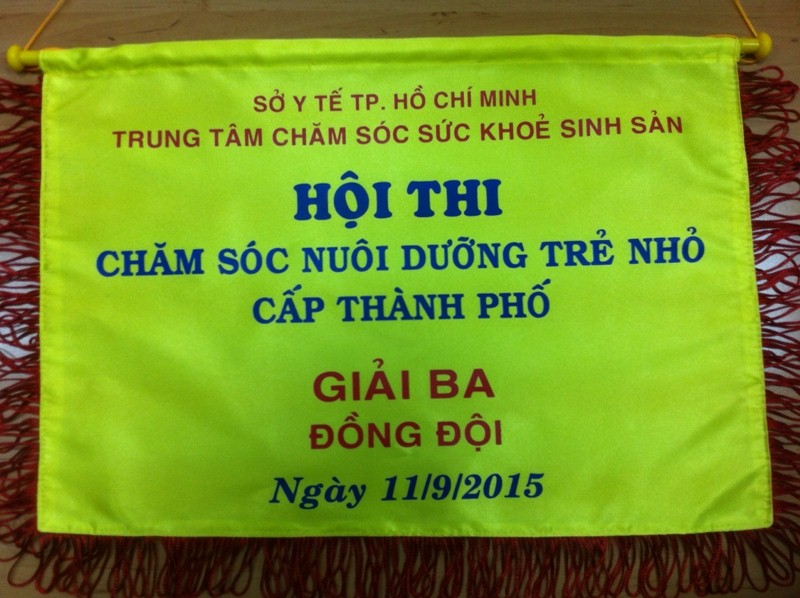 SỞ Y TẾ TP. HỒ CHÍ MINH
TRUNG TÂM CHĂM SÓC SỨC KHOẺ SINH SẢN
HỘI THI
CHĂM SÓC NUÔI DƯỠNG TRẺ NHỎ
CẤP THÀNH PHỐ
GIẢI BA
ĐỒNG ĐỘI
Ngày 11/9/2015